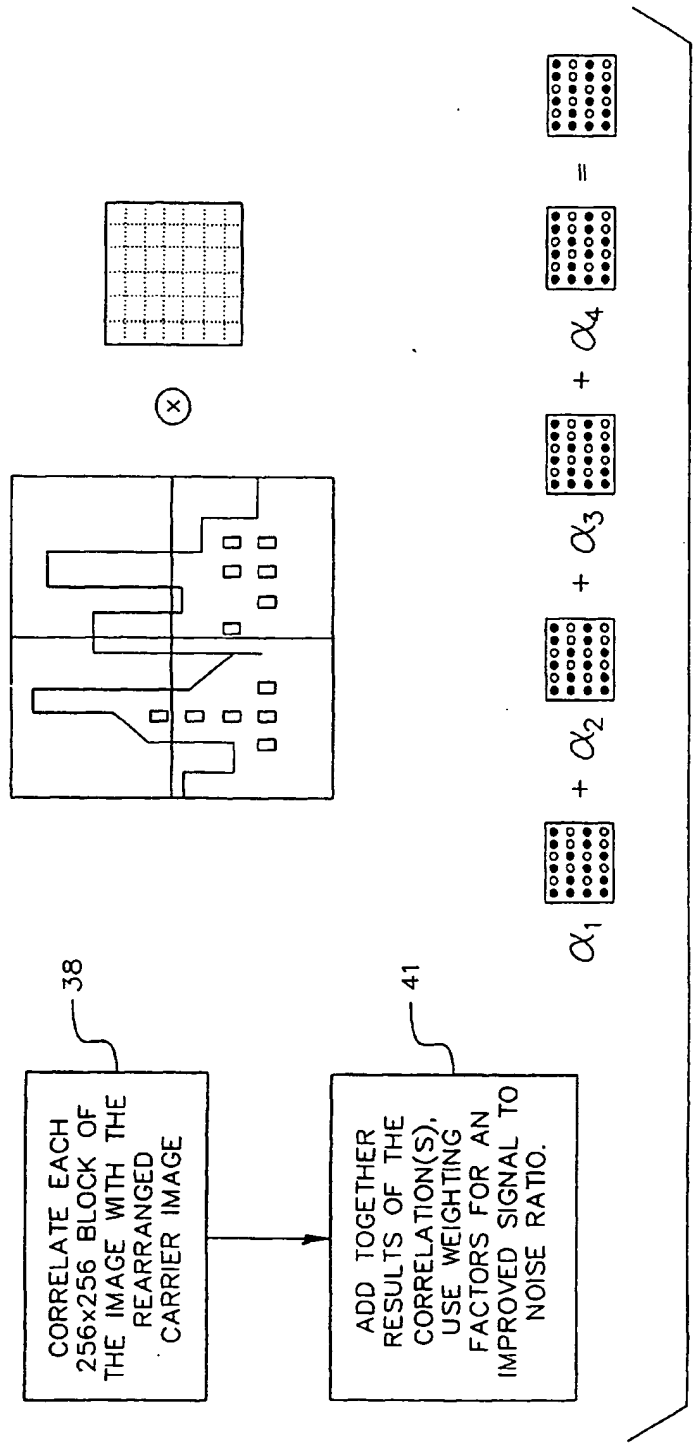 38
CORRELATE EACH
256x256 BLOCK OF
THE IMAGE WITH THE
REARRANGED
CARRIER IMAGE
x
41
ADD TOGETHER
RESULTS OF THE
CORRELATION(S),
USE WEIGHTING
FACTORS FOR AN
IMPROVED SIGNAL TO
NOISE RATIO.
α1 + α2 + α3 + α4 =